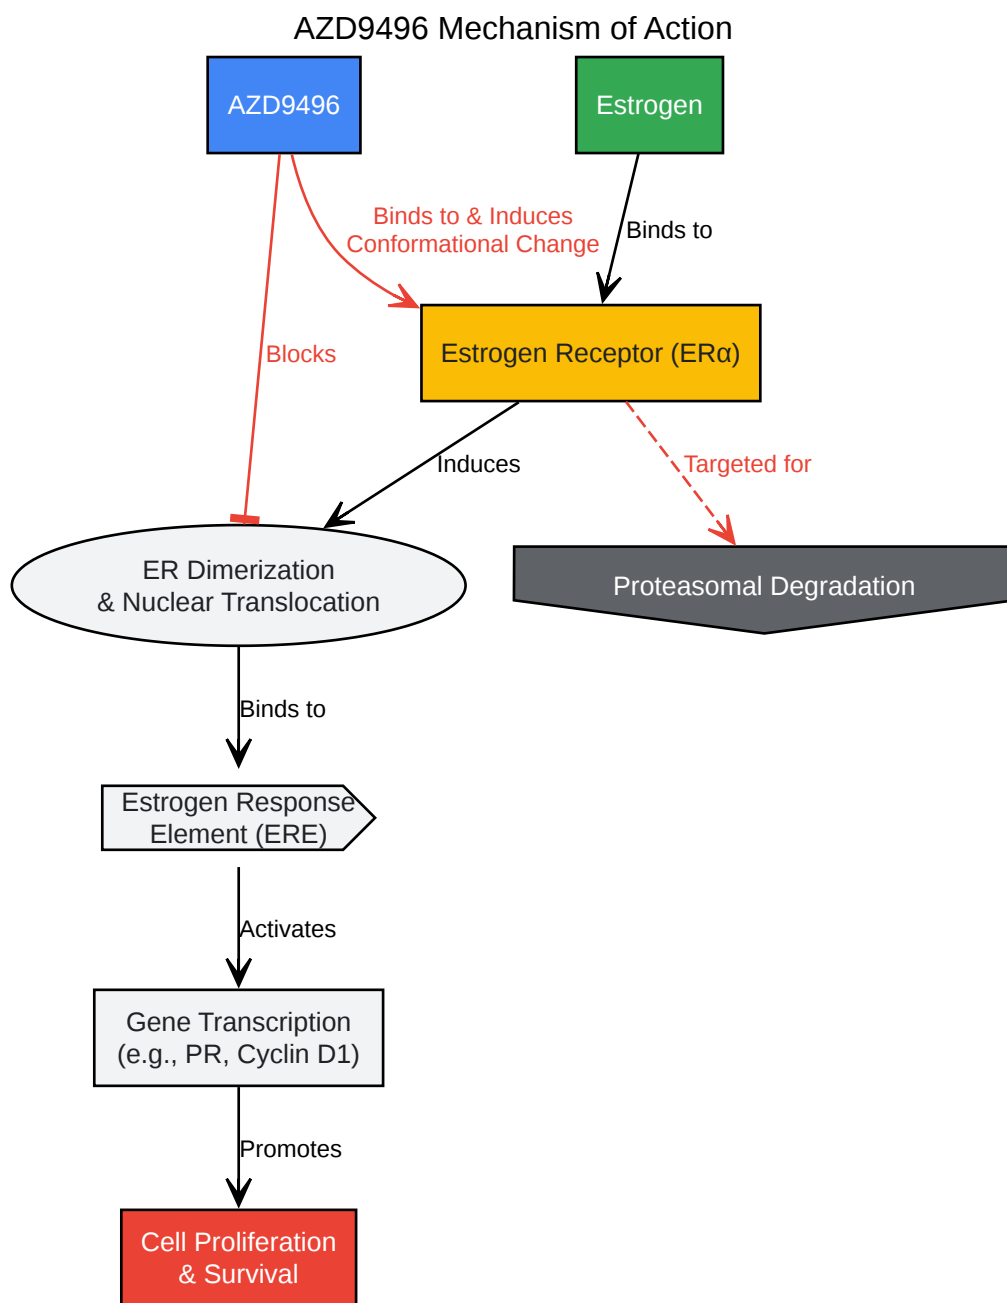 AZD9496 Mechanism of Action
AZD9496
Estrogen
Binds to & Induces
Conformational Change
Binds to
Blocks
Estrogen Receptor (ERα)
Induces
Targeted for
ER Dimerization
& Nuclear Translocation
Proteasomal Degradation
Binds to
Estrogen Response
Element (ERE)
Activates
Gene Transcription
(e.g., PR, Cyclin D1)
Promotes
Cell Proliferation
& Survival